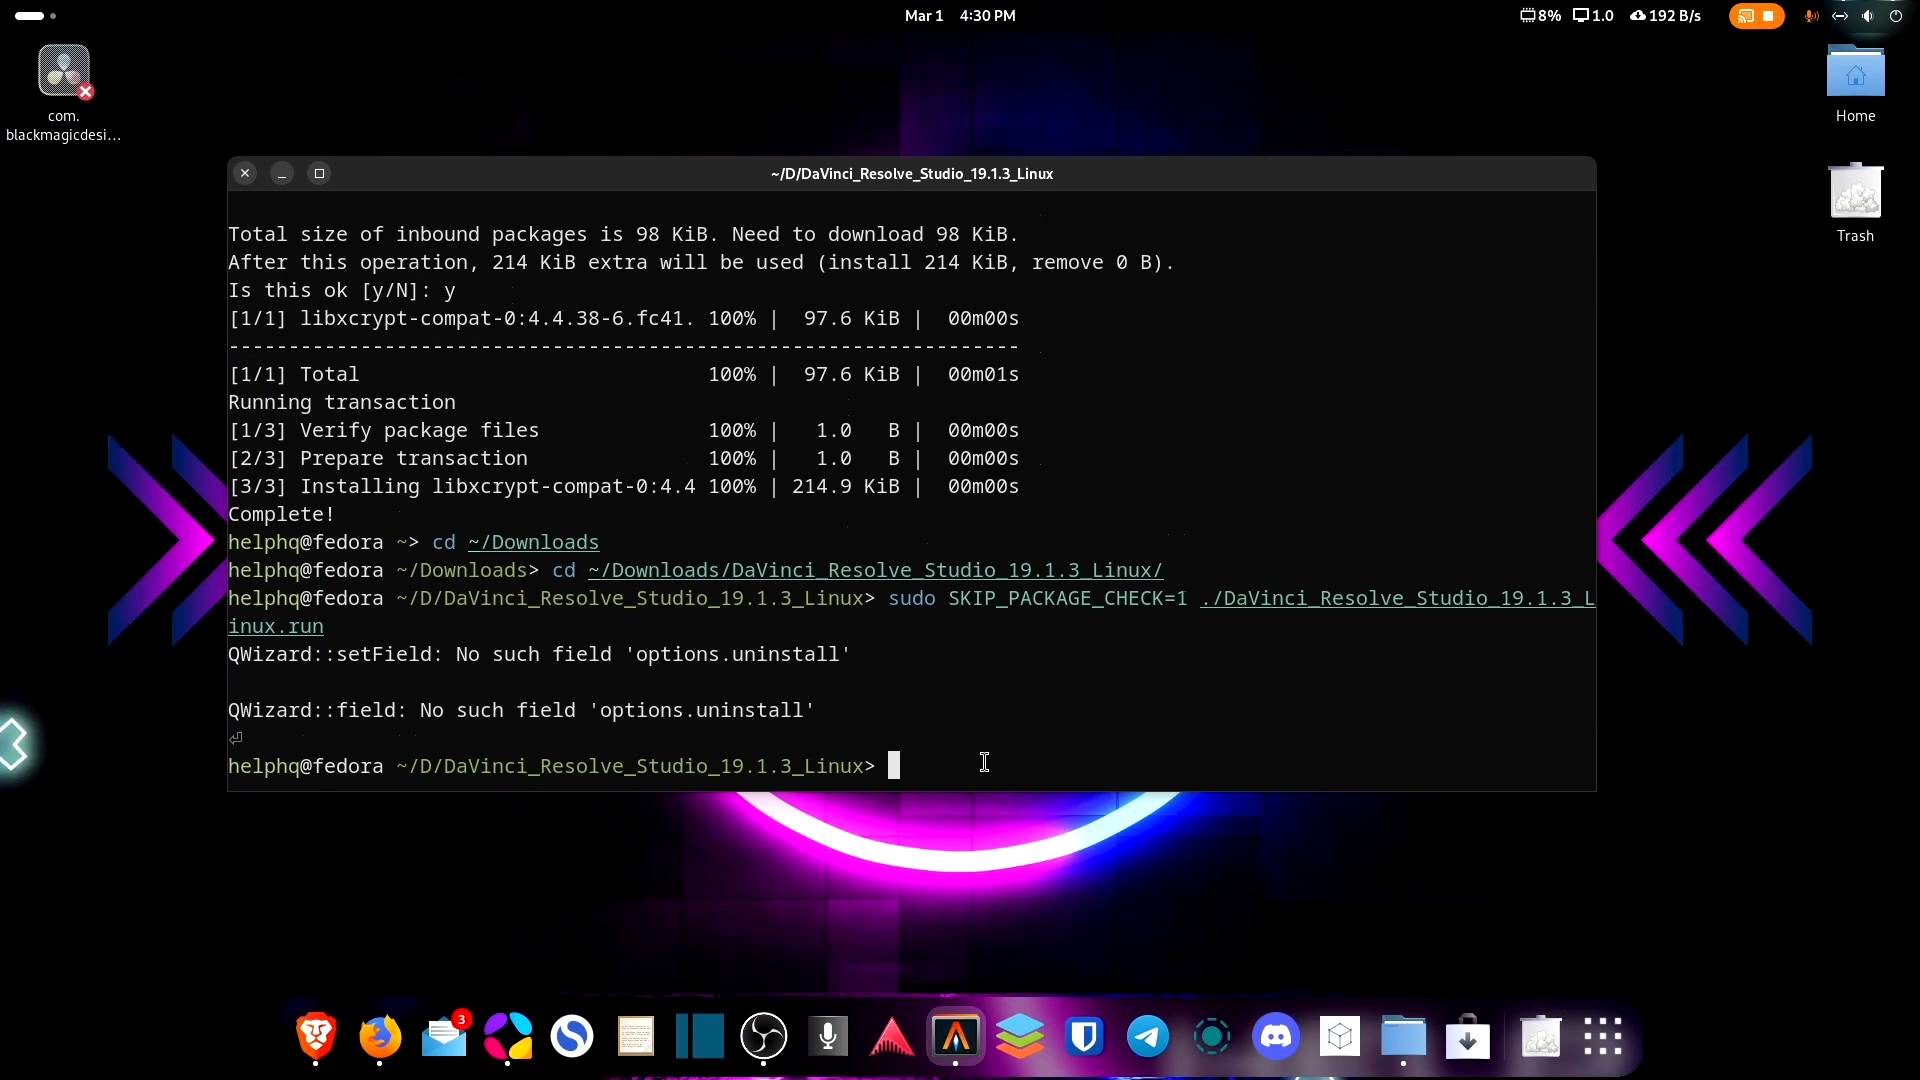 Mar 1 4:30 PM
8% 1.0 192 B/s
com.
blackmagicdesi...
Home
Trash
~/D/DaVinci_Resolve_Studio_19.1.3_Linux
Total size of inbound packages is 98 KiB. Need to download 98 KiB.
After this operation, 214 KiB extra will be used (install 214 KiB, remove 0 B).
Is this ok [y/N]: y
[1/1] libxcrypt-compat-0:4.4.38-6.fc41. 100% | 97.6 KiB | 00m00s
------------------------------------------------------------------
[1/1] Total 100% | 97.6 KiB | 00m01s
Running transaction
[1/3] Verify package files 100% | 1.0 B | 00m00s
[2/3] Prepare transaction 100% | 1.0 B | 00m00s
[3/3] Installing libxcrypt-compat-0:4.4 100% | 214.9 KiB | 00m00s
Complete!
helphq@fedora ~> cd ~/Downloads
helphq@fedora ~/Downloads> cd ~/Downloads/DaVinci_Resolve_Studio_19.1.3_Linux/
helphq@fedora ~/D/DaVinci_Resolve_Studio_19.1.3_Linux> sudo SKIP_PACKAGE_CHECK=1 ./DaVinci_Resolve_Studio_19.1.3_L
inux.run
QWizard::setField: No such field 'options.uninstall'
QWizard::field: No such field 'options.uninstall'
⏎
helphq@fedora ~/D/DaVinci_Resolve_Studio_19.1.3_Linux>
3